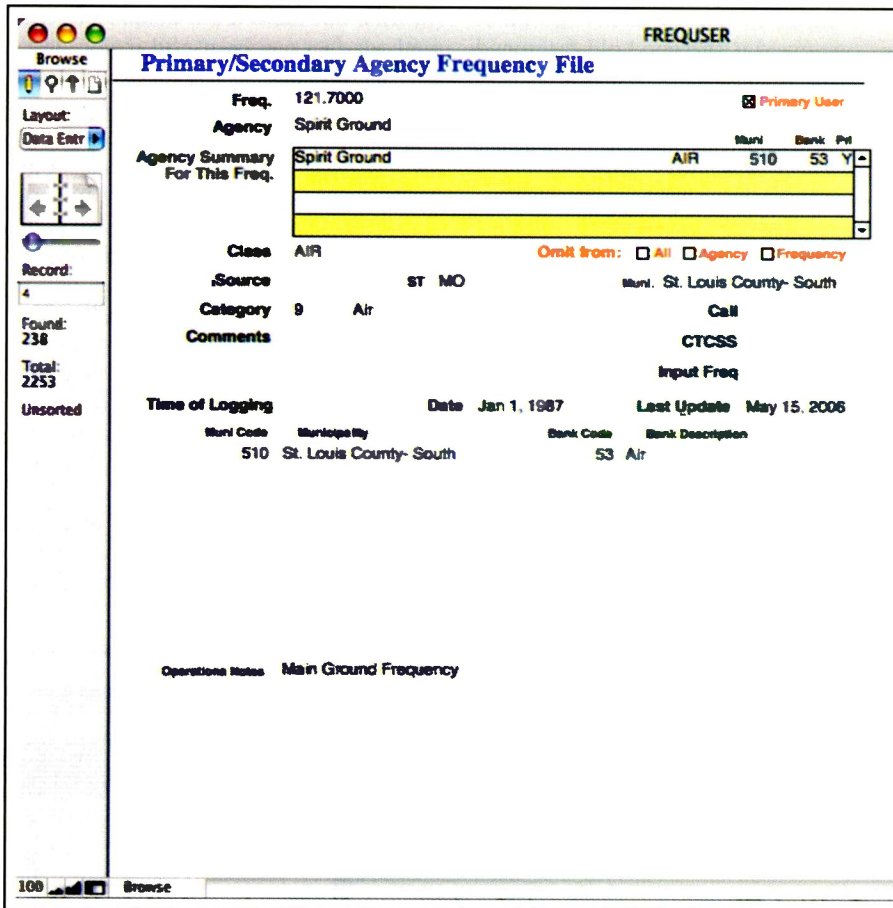 FREQUSER
Browse
Primary/Secondary Agency Frequency File
Layout:
Data Entr
Freq. 121.7000 Primary User
Agency Spirit Ground
Muni Bank Pri
Agency Summary For This Freq. Spirit Ground AIR 510 53 Y
Class AIR Omit from: All Agency Frequency
Record:
4
Source ST MO Muni. St. Louis County- South
Category 9 Air Call
Found:
238
Comments CTCSS
Total:
2253
Input Freq
Unsorted
Time of Logging Date Jan 1, 1987 Last Update May 15, 2006
Muni Code Municipality Bank Code Bank Description
510 St. Louis County- South 53 Air
Operations Notes Main Ground Frequency
100 Browse